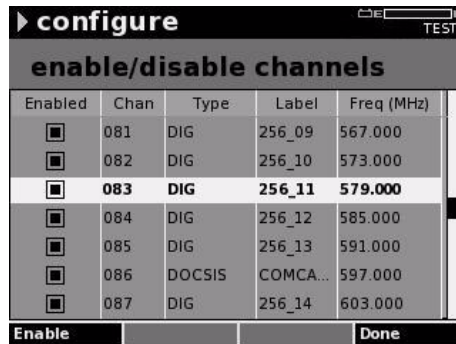 configure
E
TEST
enable/disable channels
Enabled Chan Type Label Freq (MHz)
081 DIG 256_09 567.000
082 DIG 256_10 573.000
083 DIG 256_11 579.000
084 DIG 256_12 585.000
085 DIG 256_13 591.000
086 DOCSIS COMCA... 597.000
087 DIG 256_14 603.000
Enable Done